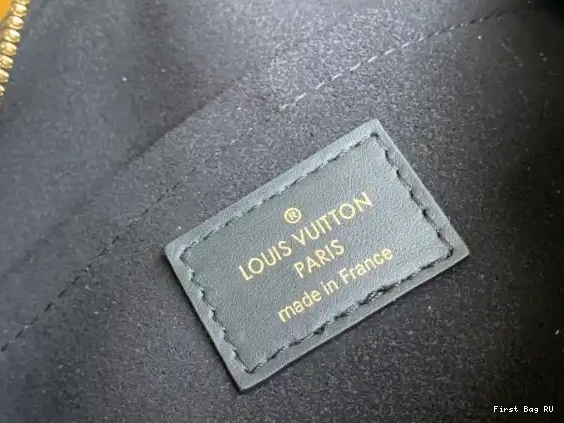 ®
LOUIS VUITTON
PARIS
made in France
First Bag RU